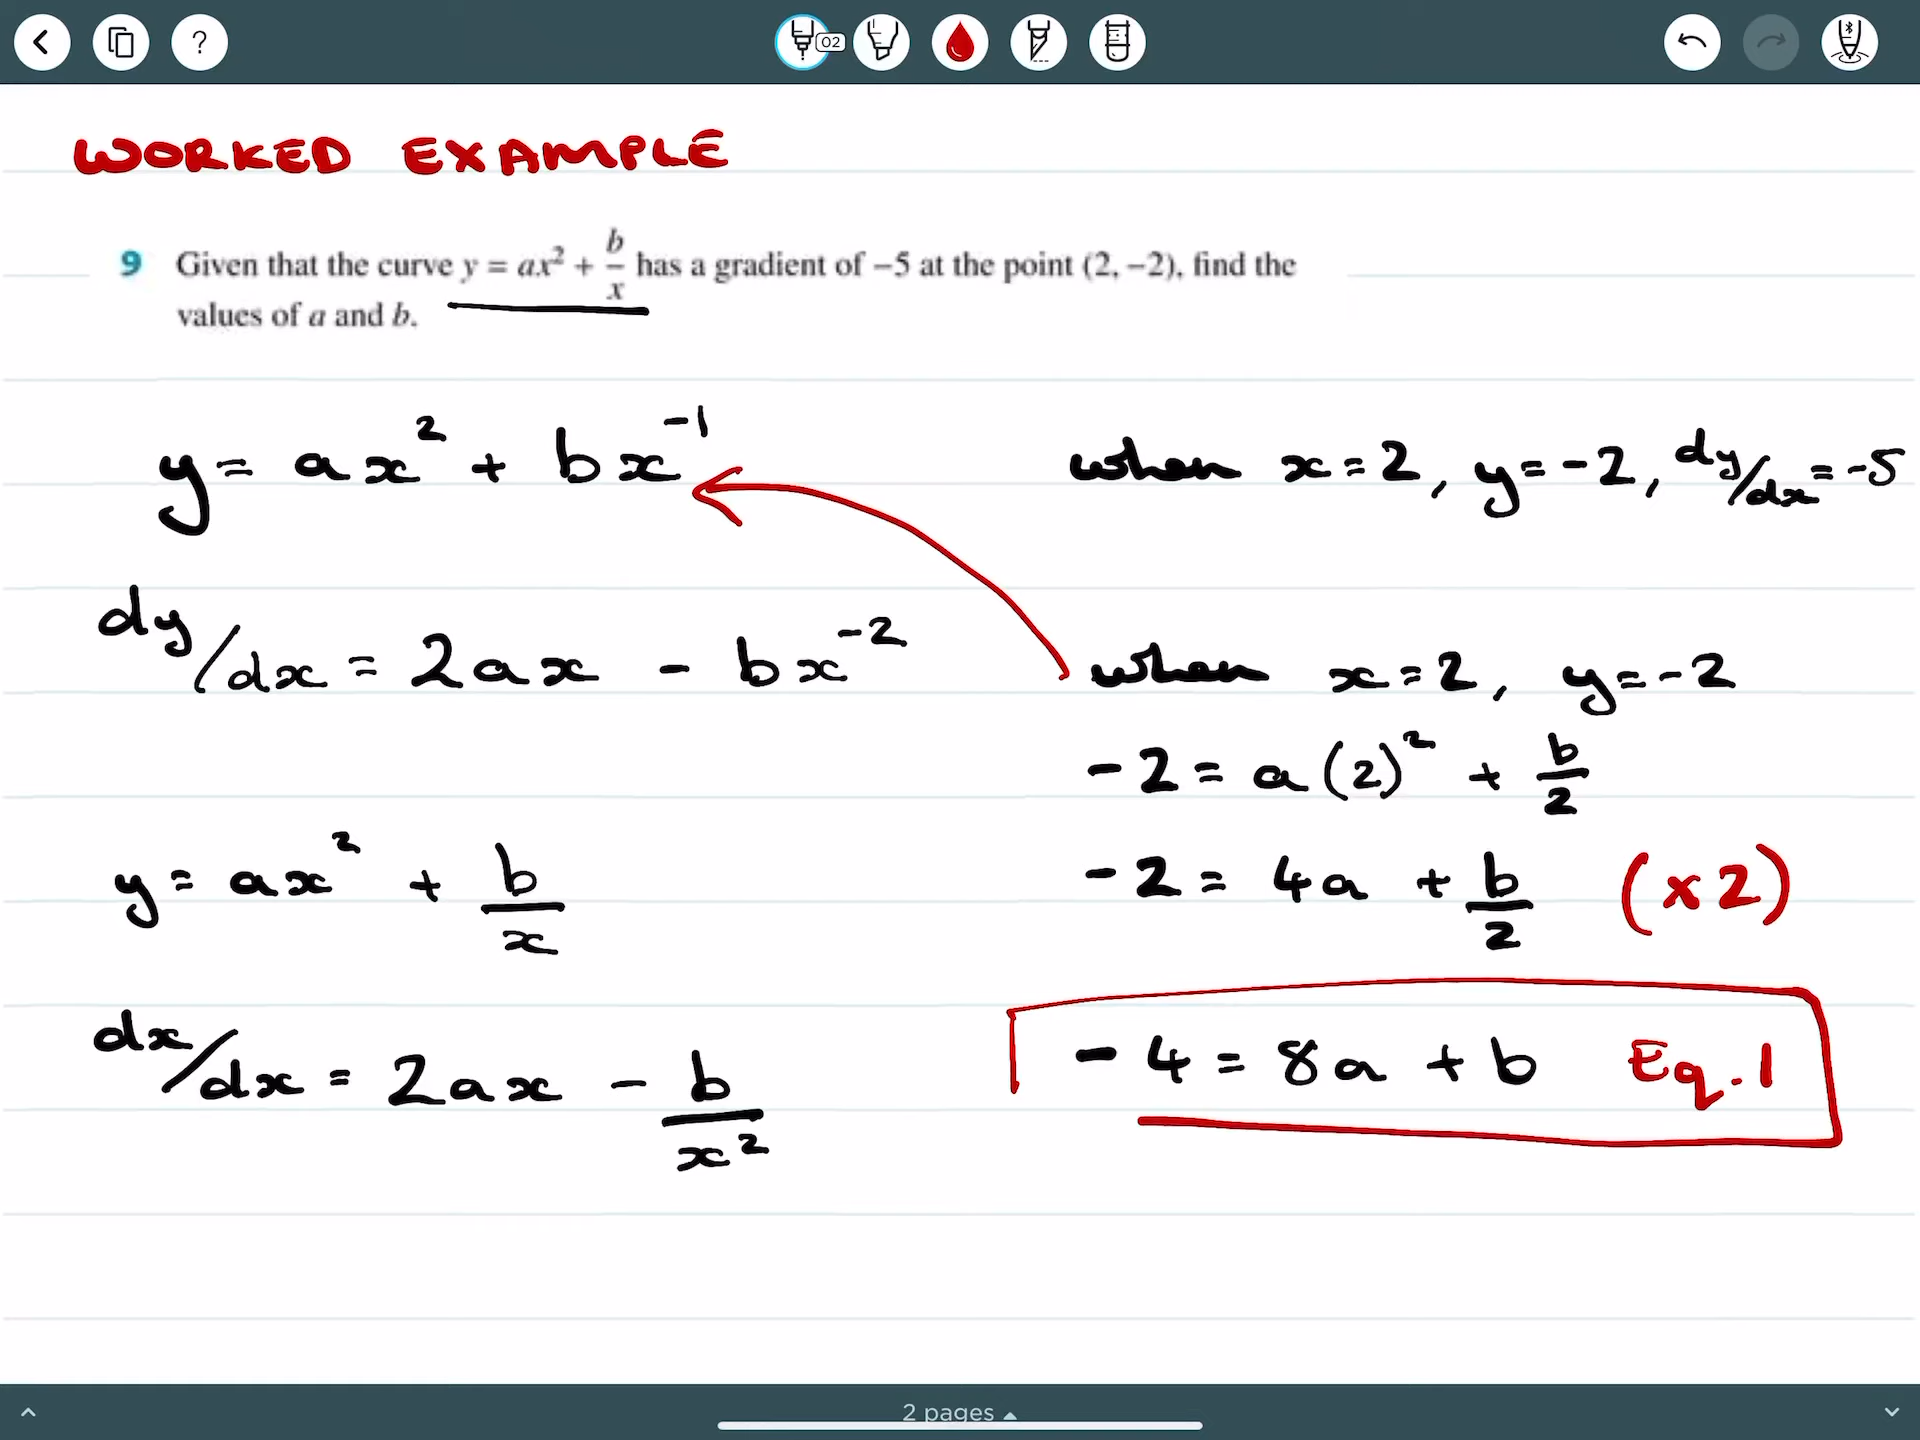 ?
02
WORKED EXAMPLE
9 Given that the curve y = ax² + b/x has a gradient of −5 at the point (2, −2), find the
values of a and b.
y = ax² + bx⁻¹
dy/dx = 2ax - bx⁻²
y = ax² + b/x
dx/dx = 2ax - b/x²
when x = 2, y = -2, dy/dx = -5
when x = 2, y = -2
-2 = a(2)² + b/2
-2 = 4a + b/2 (x2)
-4 = 8a + b Eq.1
2 pages